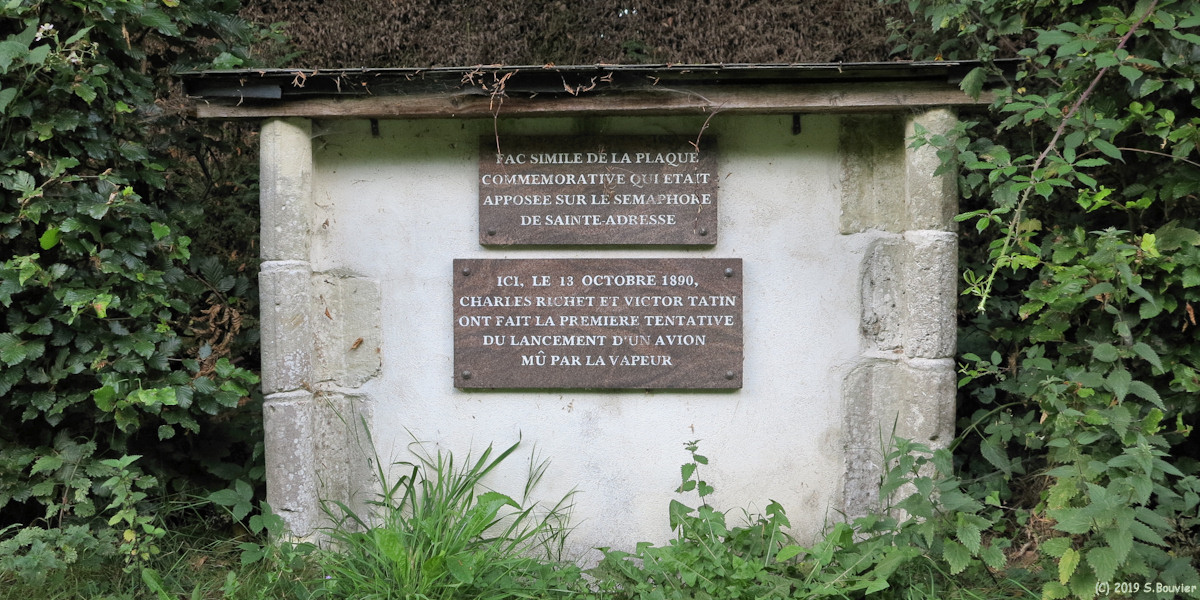 FAC SIMILE DE LA PLAQUE
COMMEMORATIVE QUI ETAIT
APPOSÉE SUR LE SEMAPHORE
DE SAINTE-ADRESSE
ICI, LE 13 OCTOBRE 1890,
CHARLES RICHET ET VICTOR TATIN
ONT FAIT LA PREMIERE TENTATIVE
DU LANCEMENT D'UN AVION
MÛ PAR LA VAPEUR
(C) 2019 S.Bouvier